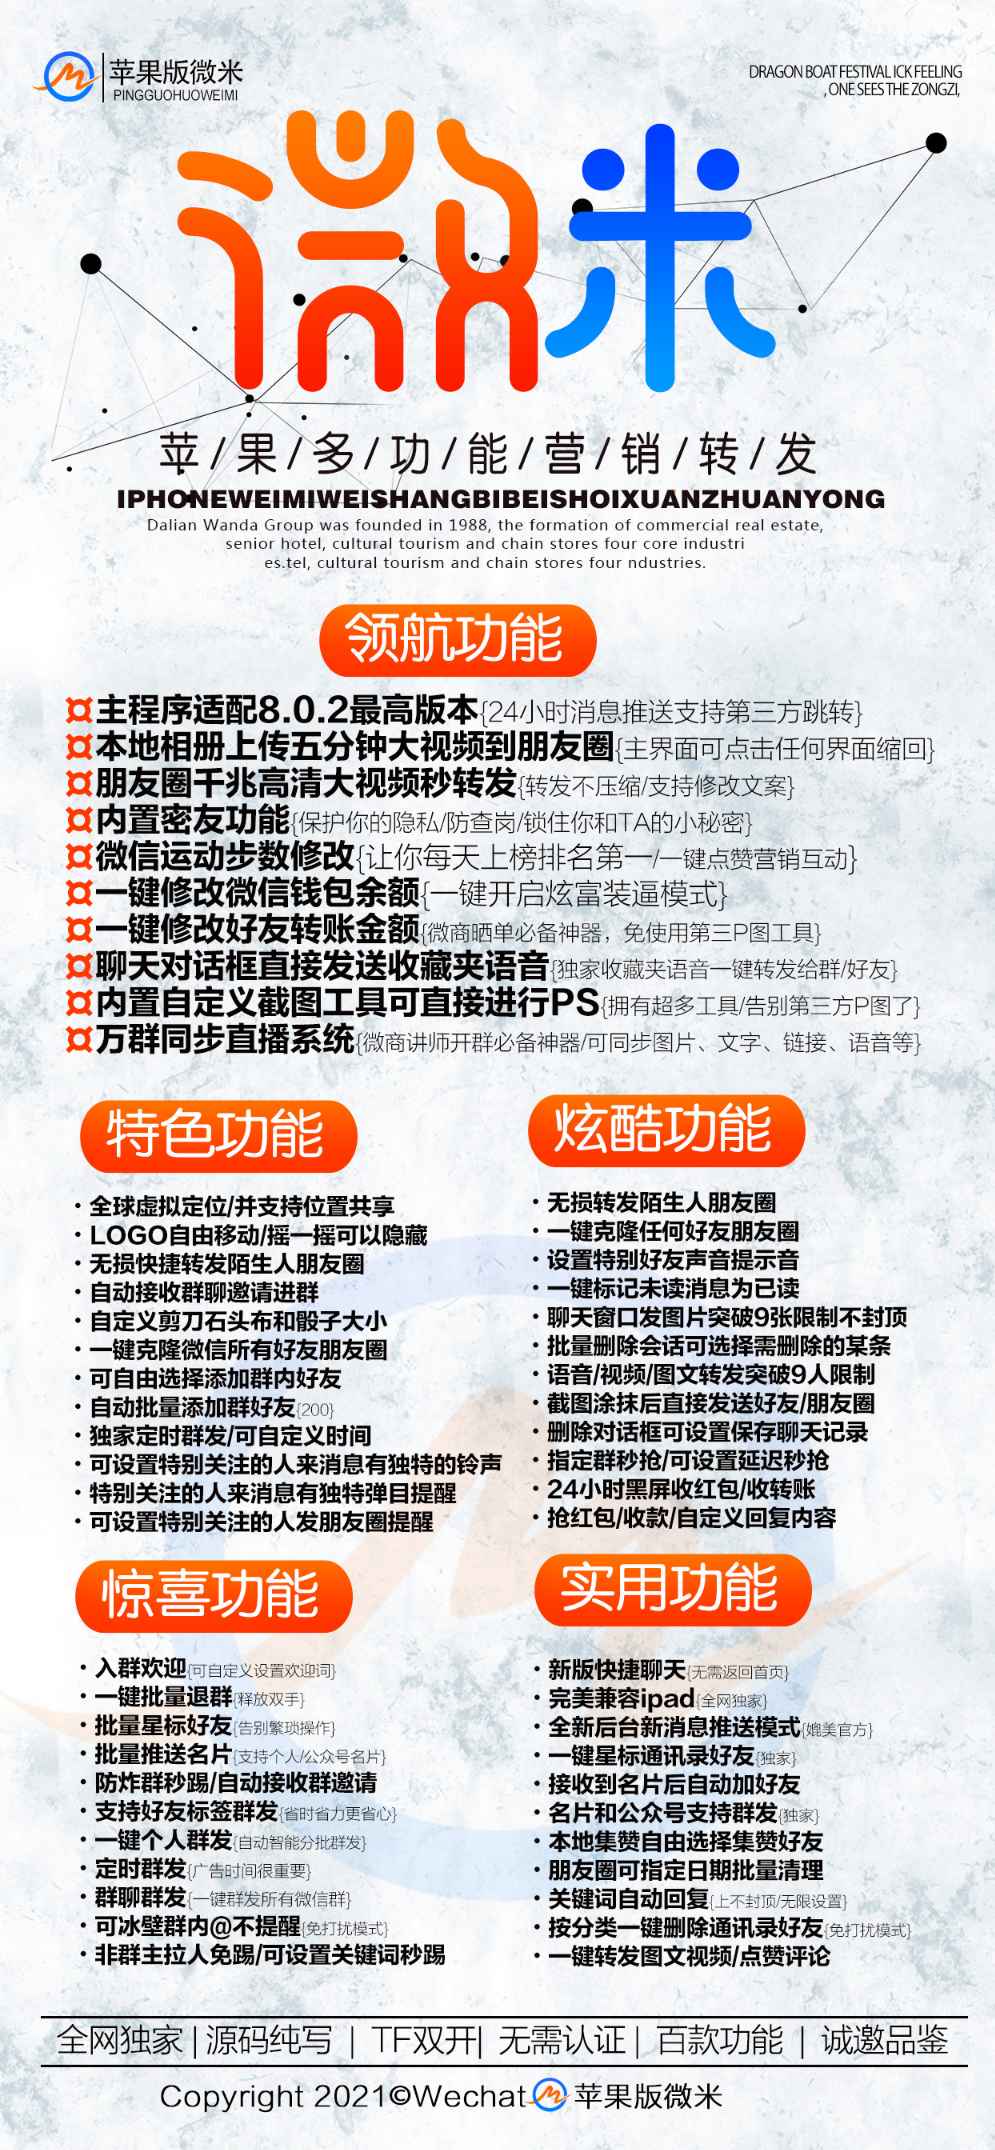 苹果版微米
PINGGUOHUOWEIMI
DRAGON BOAT FESTIVAL ICK FEELING
, ONE SEES THE ZONGZI,
微米
苹/果/多/功/能/营/销/转/发
IPHONEWEIMIWEISHANGBIBEISHOIXUANZHUANYONG
Dalian Wanda Group was founded in 1988, the formation of commercial real estate,
senior hotel, cultural tourism and chain stores four core industri
es.tel, cultural tourism and chain stores four ndustries.
领航功能
主程序适配8.0.2最高版本{24小时消息推送支持第三方跳转}
本地相册上传五分钟大视频到朋友圈{主界面可点击任何界面缩回}
朋友圈千兆高清大视频秒转发{转发不压缩/支持修改文案}
内置密友功能{保护你的隐私/防查岗/锁住你和TA的小秘密}
微信运动步数修改{让你每天上榜排名第一/一键点赞营销互动}
一键修改微信钱包余额{一键开启炫富装逼模式}
一键修改好友转账金额{微商晒单必备神器，免使用第三P图工具}
聊天对话框直接发送收藏夹语音{独家收藏夹语音一键转发给群/好友}
内置自定义截图工具可直接进行PS{拥有超多工具/告别第三方P图了}
万群同步直播系统{微商讲师开群必备神器/可同步图片、文字、链接、语音等}
特色功能
· 全球虚拟定位/并支持位置共享
· LOGO自由移动/摇一摇可以隐藏
· 无损快捷转发陌生人朋友圈
· 自动接收群聊邀请进群
· 自定义剪刀石头布和骰子大小
· 一键克隆微信所有好友朋友圈
· 可自由选择添加群内好友
· 自动批量添加群好友{200}
· 独家定时群发/可自定义时间
· 可设置特别关注的人来消息有独特的铃声
· 特别关注的人来消息有独特弹目提醒
· 可设置特别关注的人发朋友圈提醒
炫酷功能
· 无损转发陌生人朋友圈
· 一键克隆任何好友朋友圈
· 设置特别好友声音提示音
· 一键标记未读消息为已读
· 聊天窗口发图片突破9张限制不封顶
· 批量删除会话可选择需删除的某条
· 语音/视频/图文转发突破9人限制
· 截图涂抹后直接发送好友/朋友圈
· 删除对话框可设置保存聊天记录
· 指定群秒抢/可设置延迟秒抢
· 24小时黑屏收红包/收转账
· 抢红包/收款/自定义回复内容
惊喜功能
· 入群欢迎{可自定义设置欢迎词}
· 一键批量退群{释放双手}
· 批量星标好友{告别繁琐操作}
· 批量推送名片{支持个人/公众号名片}
· 防炸群秒踢/自动接收群邀请
· 支持好友标签群发{省时省力更省心}
· 一键个人群发{自动智能分批群发}
· 定时群发{广告时间很重要}
· 群聊群发{一键群发所有微信群}
· 可冰壁群内@不提醒{免打扰模式}
· 非群主拉人免踢/可设置关键词秒踢
实用功能
· 新版快捷聊天{无需返回首页}
· 完美兼容ipad{全网独家}
· 全新后台新消息推送模式{媲美官方}
· 一键星标通讯录好友{独家}
· 接收到名片后自动加好友
· 名片和公众号支持群发{独家}
· 本地集赞自由选择集赞好友
· 朋友圈可指定日期批量清理
· 关键词自动回复{上不封顶/无限设置}
· 按分类一键删除通讯录好友{免打扰模式}
· 一键转发图文视频/点赞评论
全网独家 | 源码纯写 | TF双开 | 无需认证 | 百款功能 | 诚邀品鉴
Copyright 2021©Wechat 苹果版微米